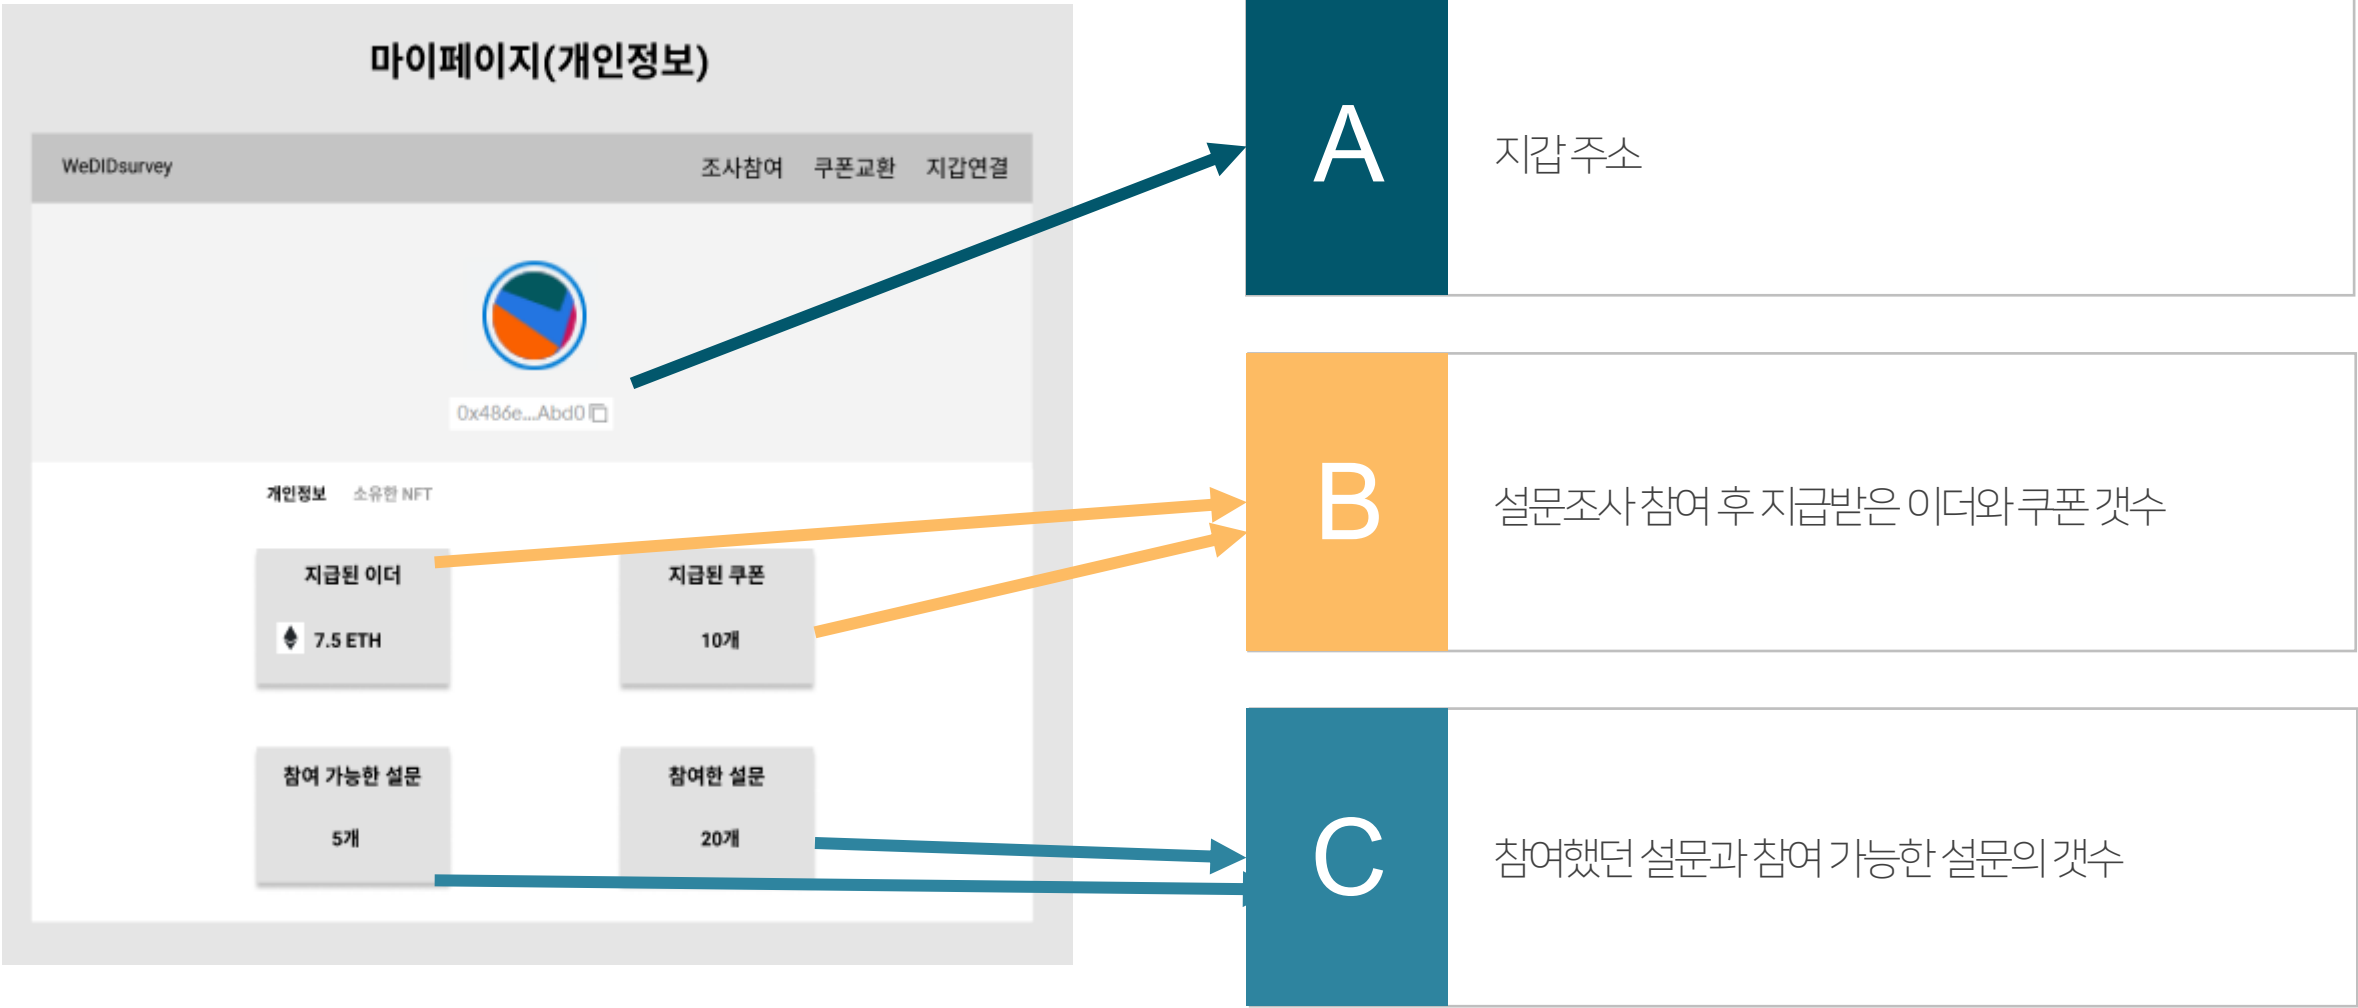 마이페이지(개인정보)
WeDIDsurvey 조사참여 쿠폰교환 지갑연결
0x486e...Abd0
개인정보 소유한 NFT
지급된 이더
7.5 ETH
지급된 쿠폰
10개
참여 가능한 설문
5개
참여한 설문
20개
A
지갑 주소
B
설문조사 참여 후 지급받은 이더와 쿠폰 갯수
C
참여했던 설문과 참여 가능한 설문의 갯수